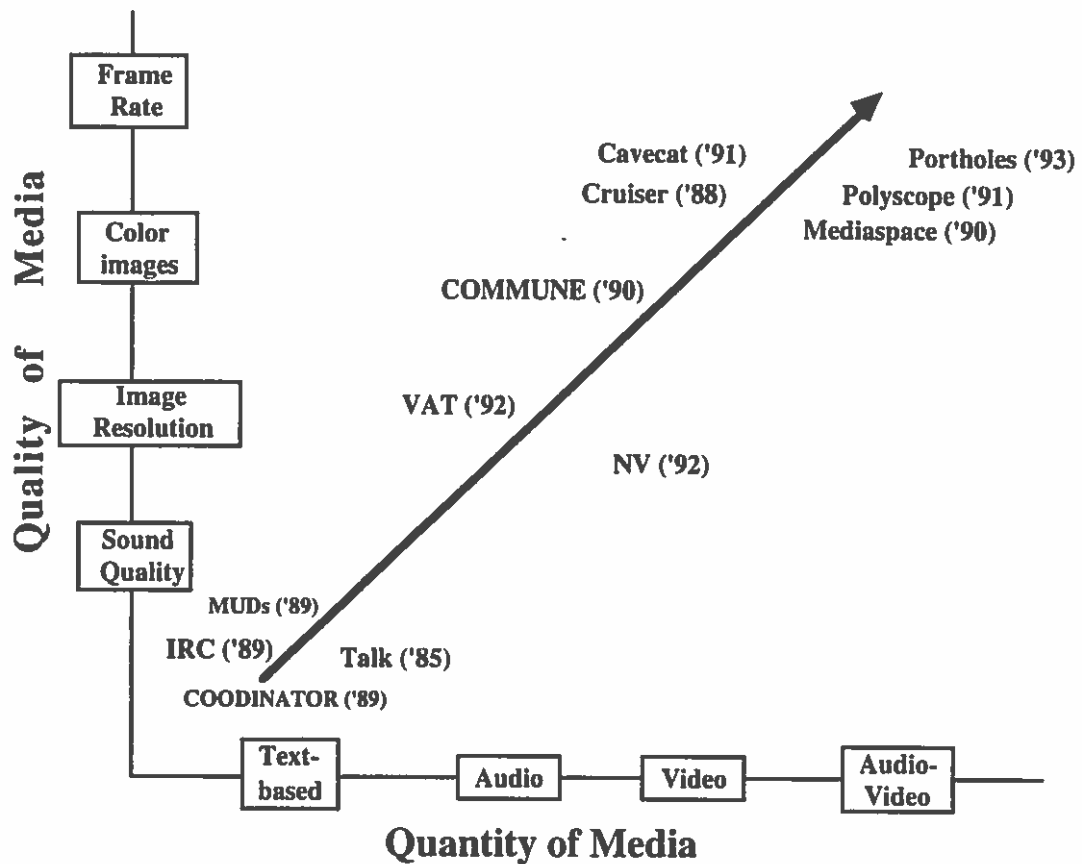 Frame
Rate
Color
images
Image
Resolution
Sound
Quality
Quality of Media
Cavecat ('91)
Portholes ('93)
Cruiser ('88)
Polyscope ('91)
Mediaspace ('90)
COMMUNE ('90)
VAT ('92)
NV ('92)
MUDs ('89)
IRC ('89)
Talk ('85)
COODINATOR ('89)
Text-
based
Audio
Video
Audio-
Video
Quantity of Media